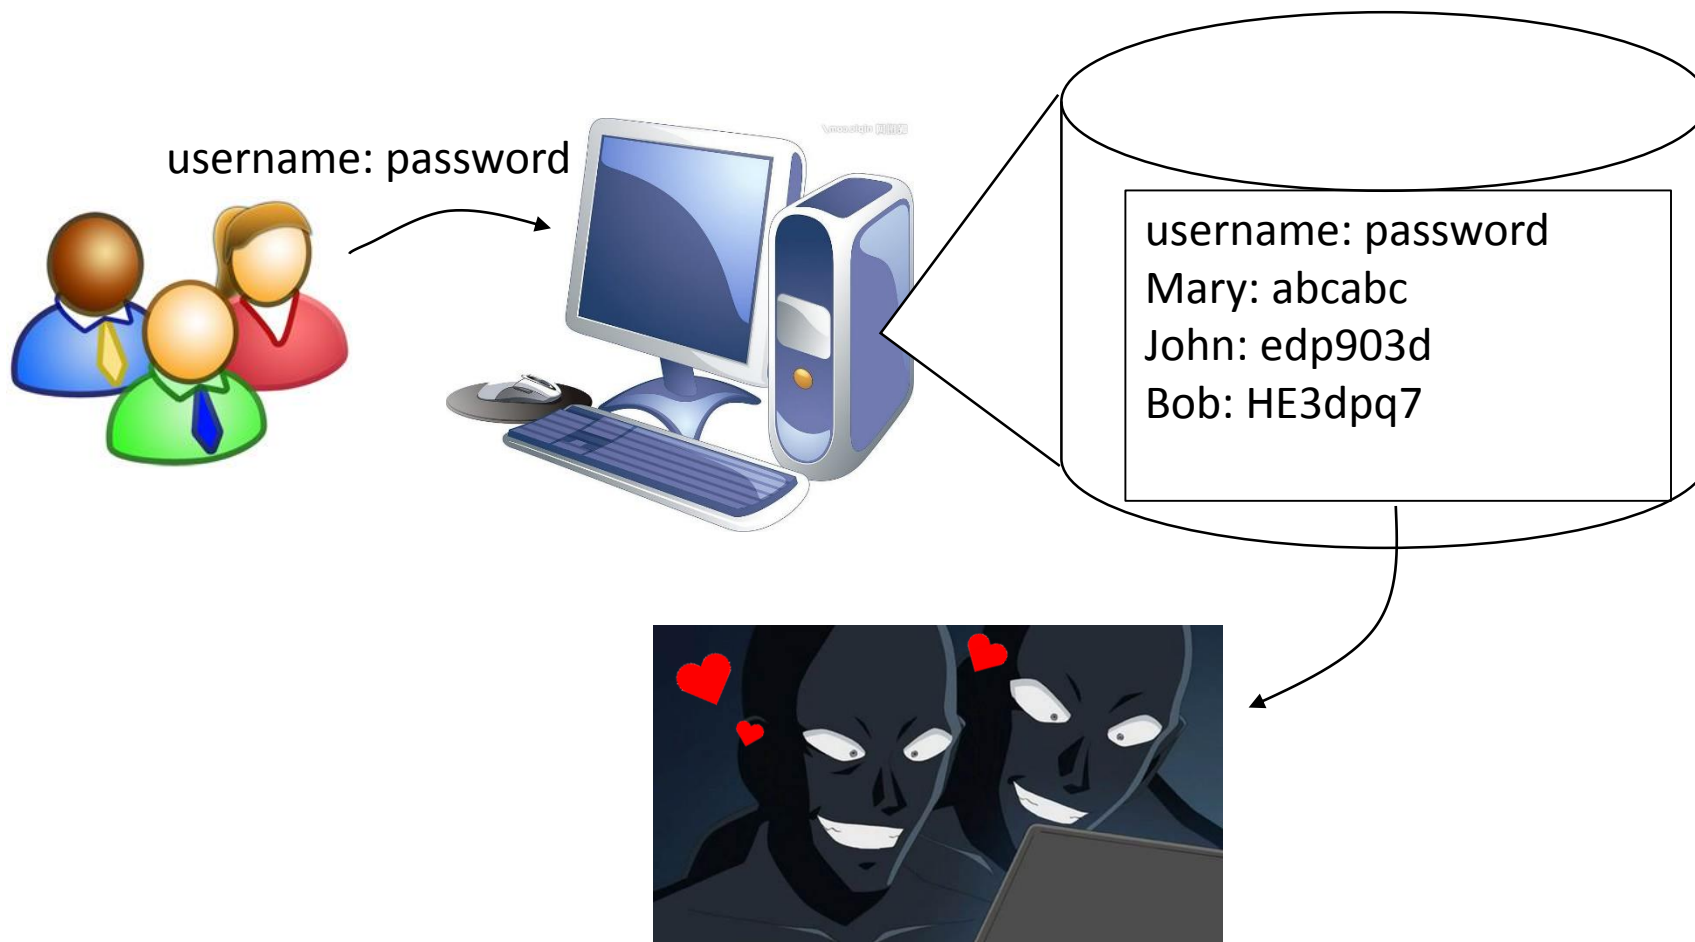 username: password
username: password
Mary: abcabc
John: edp903d
Bob: HE3dpq7